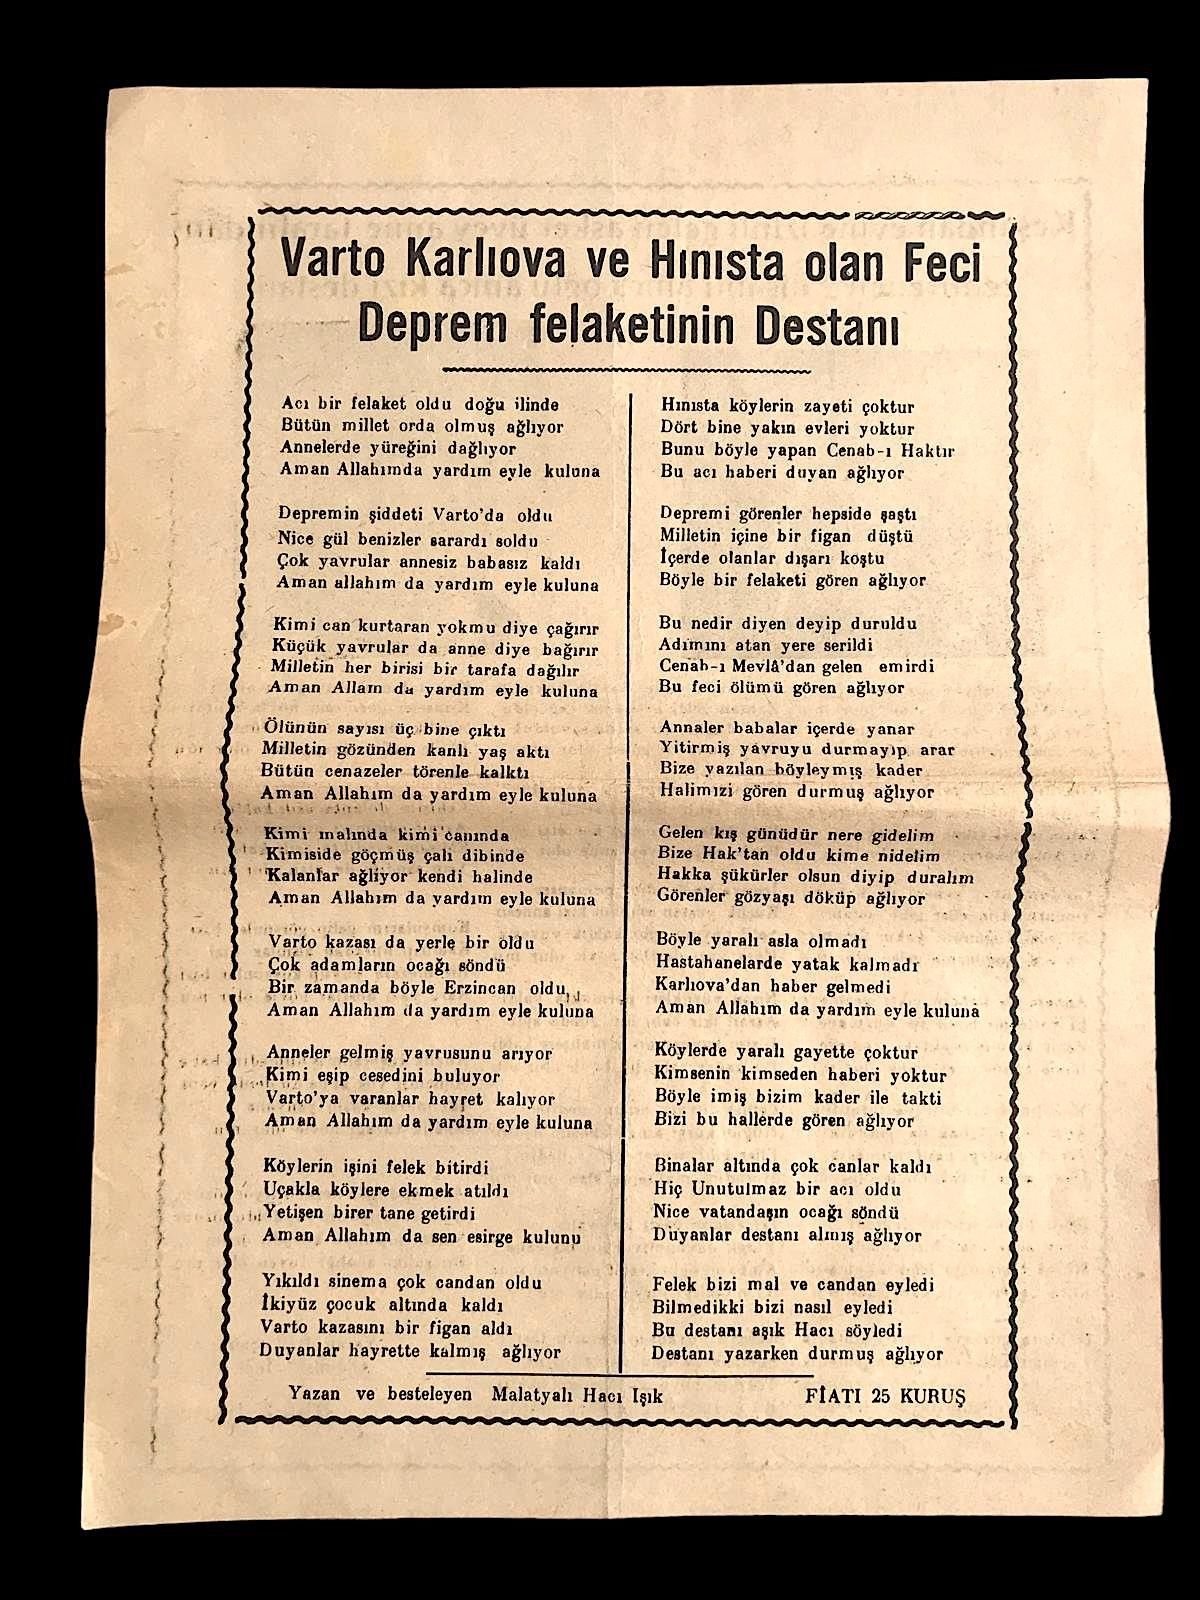 Varto Karlıova ve Hınısta olan Feci
Deprem felaketinin Destanı
Acı bir felaket oldu doğu ilinde
Bütün millet orda olmuş ağlıyor
Annelerde yüreğini dağlıyor
Aman Allahımda yardım eyle kuluna
Depremin şiddeti Varto'da oldu
Nice gül benizler sarardı soldu
Çok yavrular annesiz babasız kaldı
Aman allahım da yardım eyle kuluna
Kimi can kurtaran yokmu diye çağırır
Küçük yavrular da anne diye bağırır
Milletin her birisi bir tarafa dağılır
Aman Allam da yardım eyle kuluna
Ölünün sayısı üç bine çıktı
Milletin gözünden kanlı yaş aktı
Bütün cenazeler törenle kalktı
Aman Allahım da yardım eyle kuluna
Kimi malında kimi canında
Kimiside göçmüş çalı dibinde
Kalanlar ağlıyor kendi halinde
Aman Allahım da yardım eyle kuluna
Varto kazası da yerle bir oldu
Çok adamların ocağı söndü
Bir zamanda böyle Erzincan oldu
Aman Allahım da yardım eyle kuluna
Anneler gelmiş yavrusunu arıyor
Kimi eşip cesedini buluyor
Varto'ya varanlar hayret kalıyor
Aman Allahım da yardım eyle kuluna
Köylerin işini felek bitirdi
Uçakla köylere ekmek atıldı
Yetişen birer tane getirdi
Aman Allahım da sen esirge kulunu
Yıkıldı sinema çok candan oldu
İkiyüz çocuk altında kaldı
Varto kazasını bir figan aldı
Duyanlar hayrette kalmış ağlıyor
Hınısta köylerin zayeti çoktur
Dört bine yakın evleri yoktur
Bunu böyle yapan Cenab-ı Haktır
Bu acı haberi duyan ağlıyor
Depremi görenler hepside şaştı
Milletin içine bir figan düştü
İçerde olanlar dışarı koştu
Böyle bir felaketi gören ağlıyor
Bu nedir diyen deyip duruldu
Adımını atan yere serildi
Cenab-ı Mevlâ'dan gelen emirdi
Bu feci ölümü gören ağlıyor
Annaler babalar içerde yanar
Yitirmiş yavruyu durmayıp arar
Bize yazılan böyleymiş kader
Halimızi gören durmuş ağlıyor
Gelen kış günüdür nere gidelim
Bize Hak'tan oldu kime nidelim
Hakka şükürler olsun diyip duralım
Görenler gözyaşı döküp ağlıyor
Böyle yaralı asla olmadı
Hastahanelarde yatak kalmadı
Karlıova'dan haber gelmedi
Aman Allahım da yardım eyle kuluna
Köylerde yaralı gayette çoktur
Kimsenin kimseden haberi yoktur
Böyle imiş bizim kader ile takti
Bizi bu hallerde gören ağlıyor
Binalar altında çok canlar kaldı
Hiç Unutulmaz bir acı oldu
Nice vatandaşın ocağı söndü
Duyanlar destanı almış ağlıyor
Felek bizi mal ve candan eyledi
Bilmedikki bizi nasıl eyledi
Bu destanı aşık Hacı söyledi
Destanı yazarken durmuş ağlıyor
Yazan ve besteleyen Malatyalı Hacı Işık
FİATI 25 KURUŞ